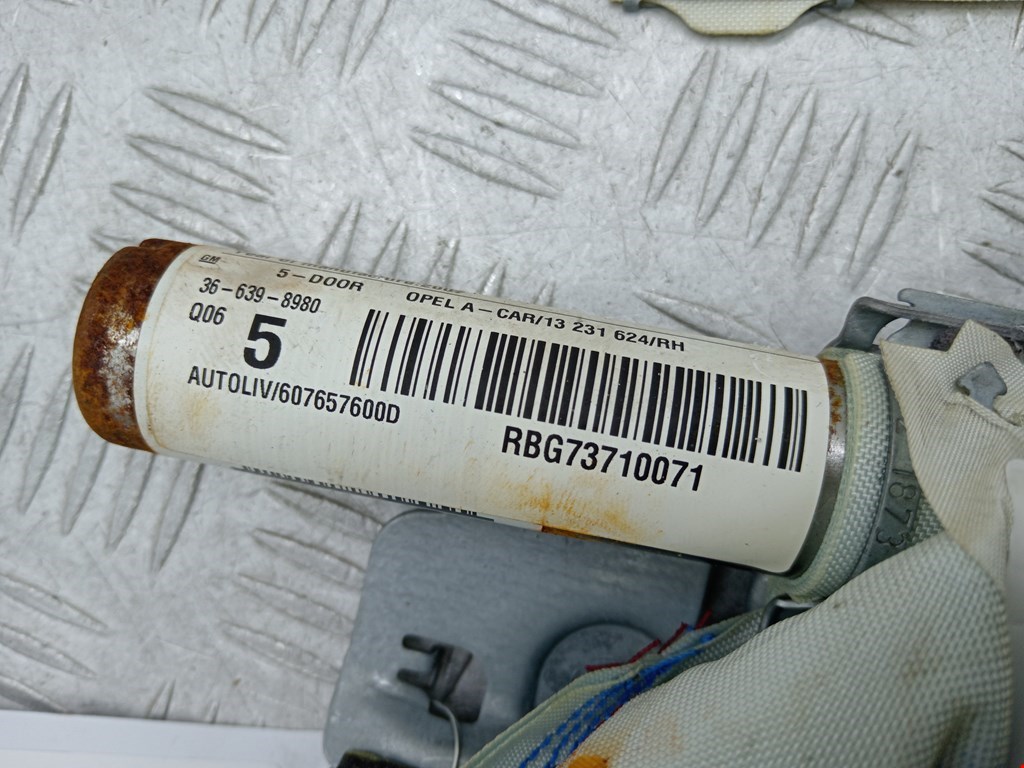 GM
5-DOOR
36-639-8980
OPEL A-CAR/13 231 624/RH
Q06
5
AUTOLIV/607657600D
RBG73710071